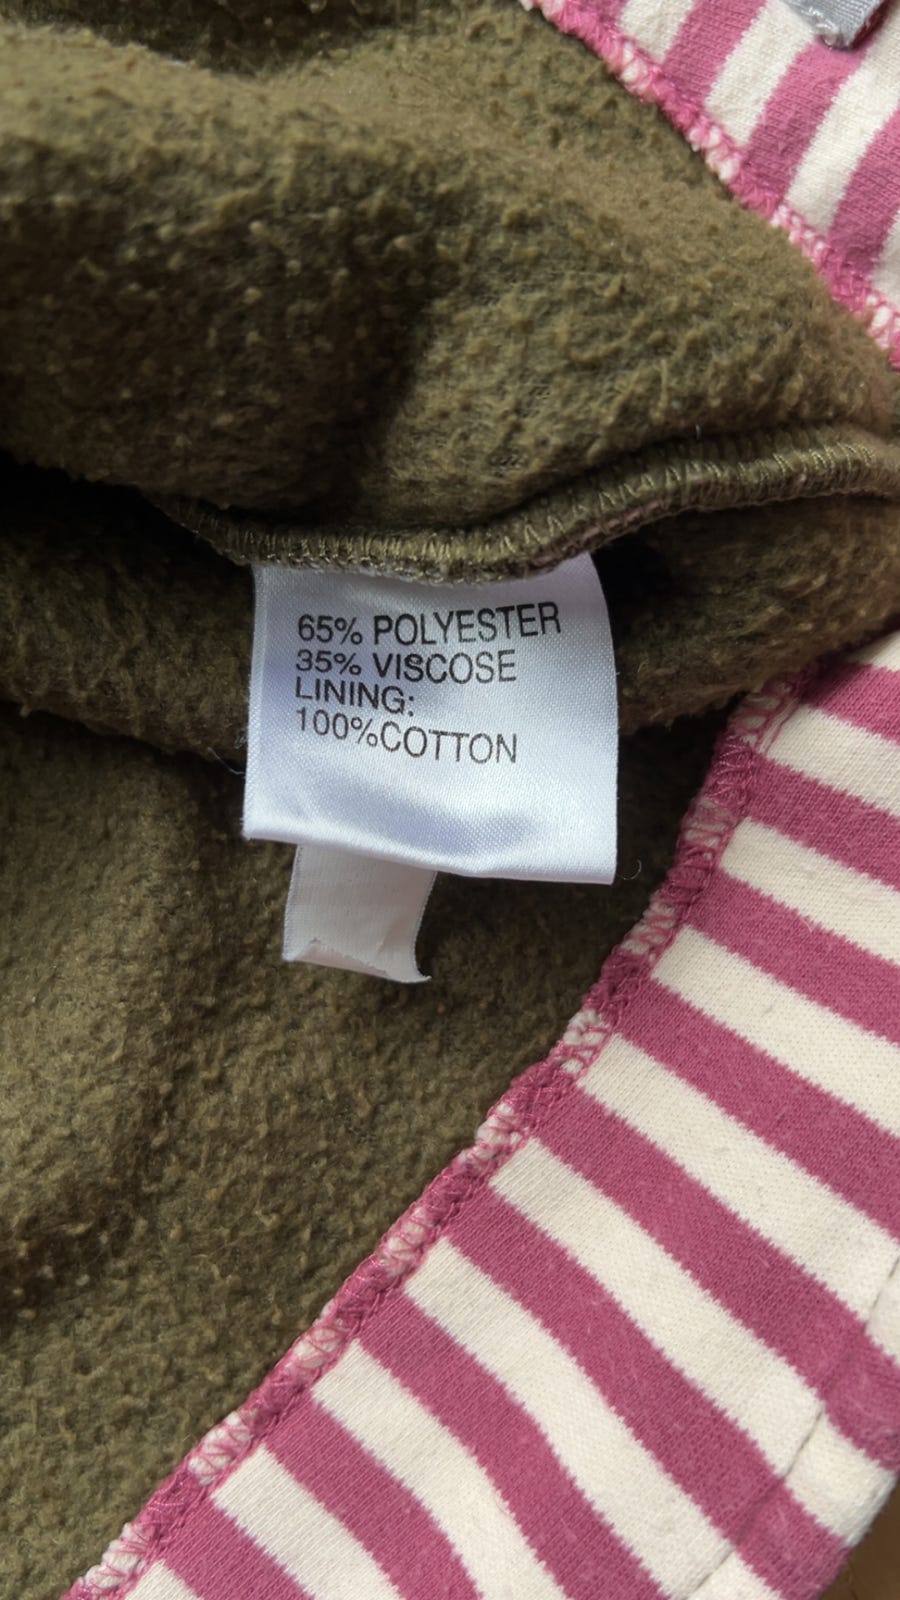 65% POLYESTER
35% VISCOSE
LINING:
100%COTTON